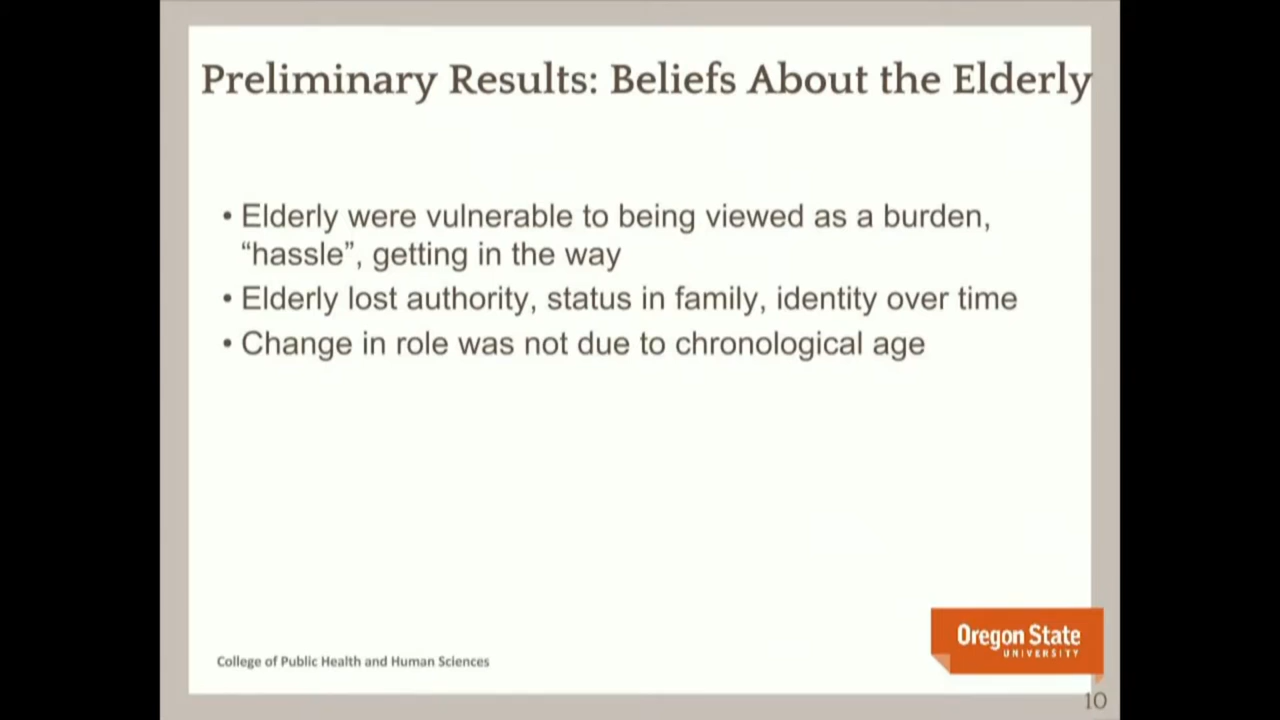 Preliminary Results: Beliefs About the Elderly
• Elderly were vulnerable to being viewed as a burden,
“hassle”, getting in the way
• Elderly lost authority, status in family, identity over time
• Change in role was not due to chronological age
College of Public Health and Human Sciences
Oregon State
UNIVERSITY
10